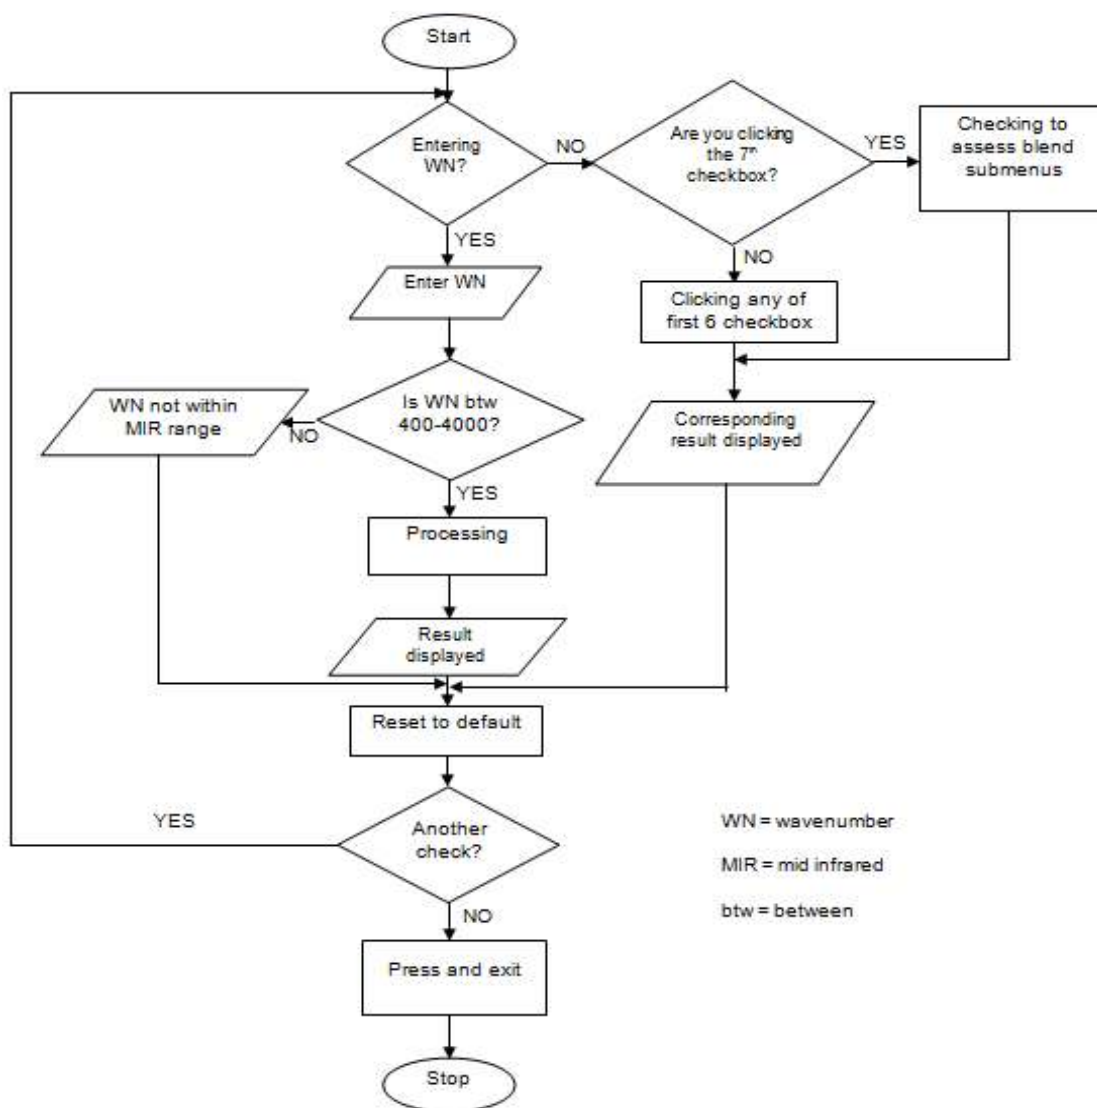 Start
Entering
WN?
NO
Are you clicking
the 7th
checkbox?
YES
Checking to
assess blend
submenus
YES
NO
Enter WN
Clicking any of
first 6 checkbox
WN not within
MIR range
NO
Is WN btw
400-4000?
Corresponding
result displayed
YES
Processing
Result
displayed
Reset to default
YES
Another
check?
WN = wavenumber
MIR = mid infrared
btw = between
NO
Press and exit
Stop